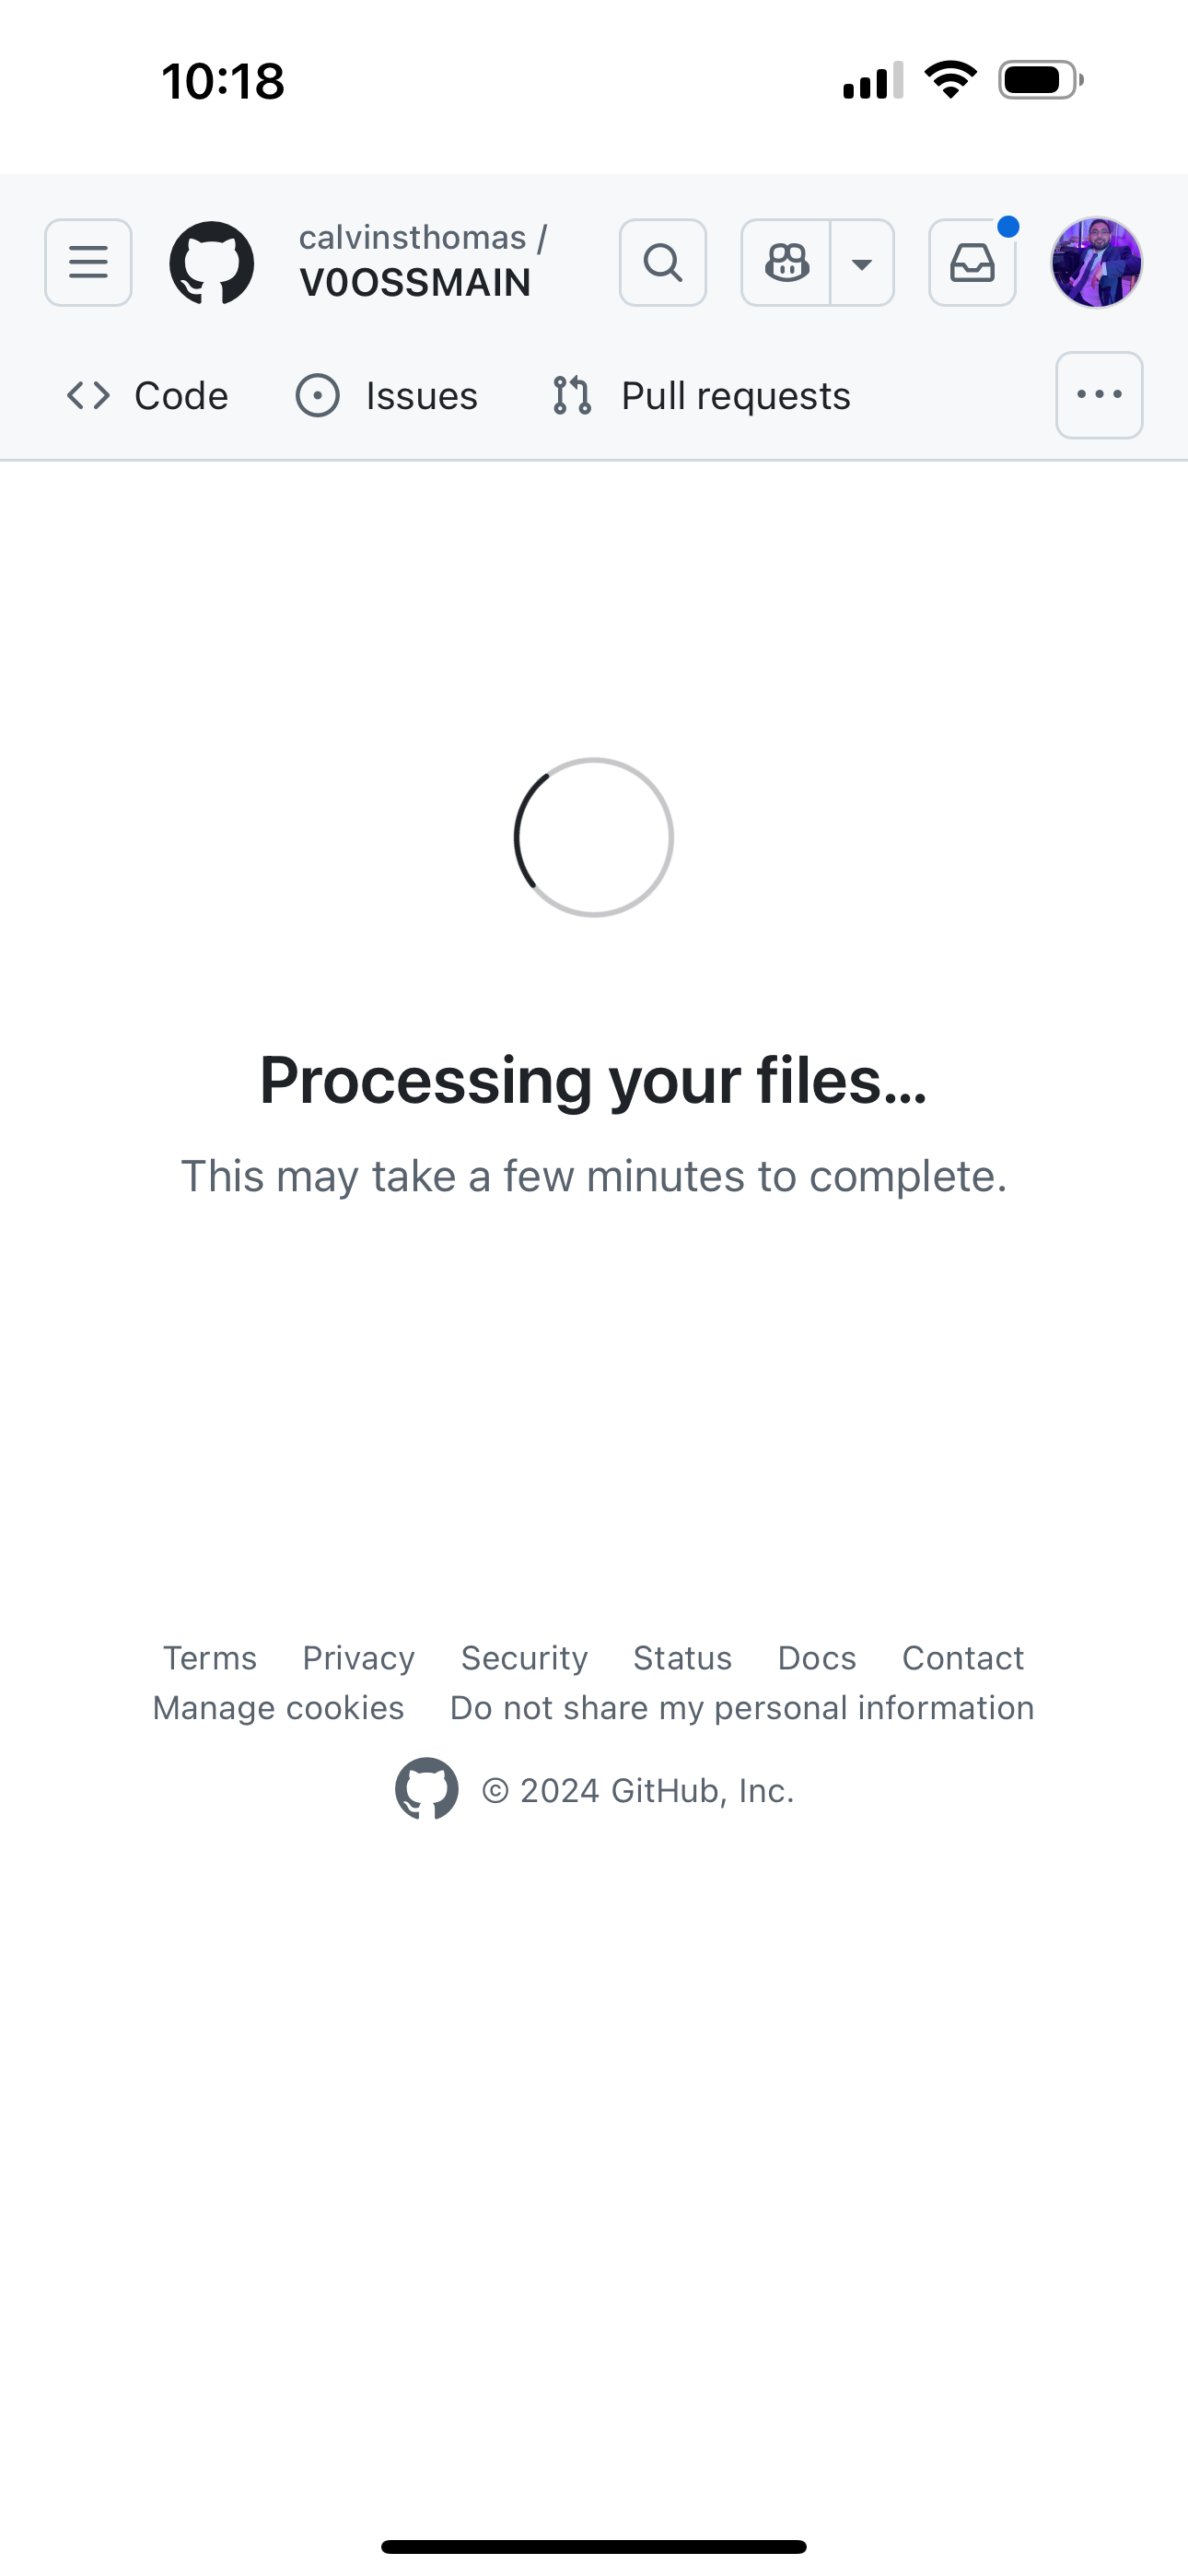 10:18
calvinsthomas /
V0OSSMAIN
Code Issues Pull requests
Processing your files...
This may take a few minutes to complete.
Terms Privacy Security Status Docs Contact
Manage cookies Do not share my personal information
© 2024 GitHub, Inc.